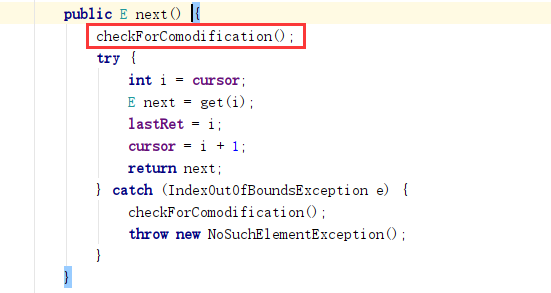 public E next() {
checkForComodification();
try {
int i = cursor;
E next = get(i);
lastRet = i;
cursor = i + 1;
return next;
} catch (IndexOutOfBoundsException e) {
checkForComodification();
throw new NoSuchElementException();
}
}